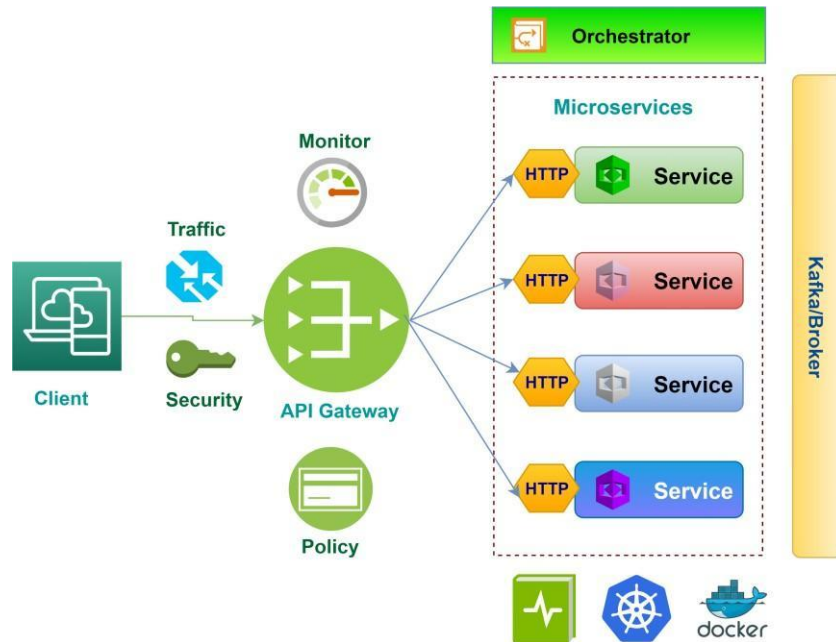 Orchestrator
Microservices
Monitor
HTTP
Service
Traffic
HTTP
Service
Kafka/Broker
Client
Security
API Gateway
HTTP
Service
HTTP
Service
Policy
docker